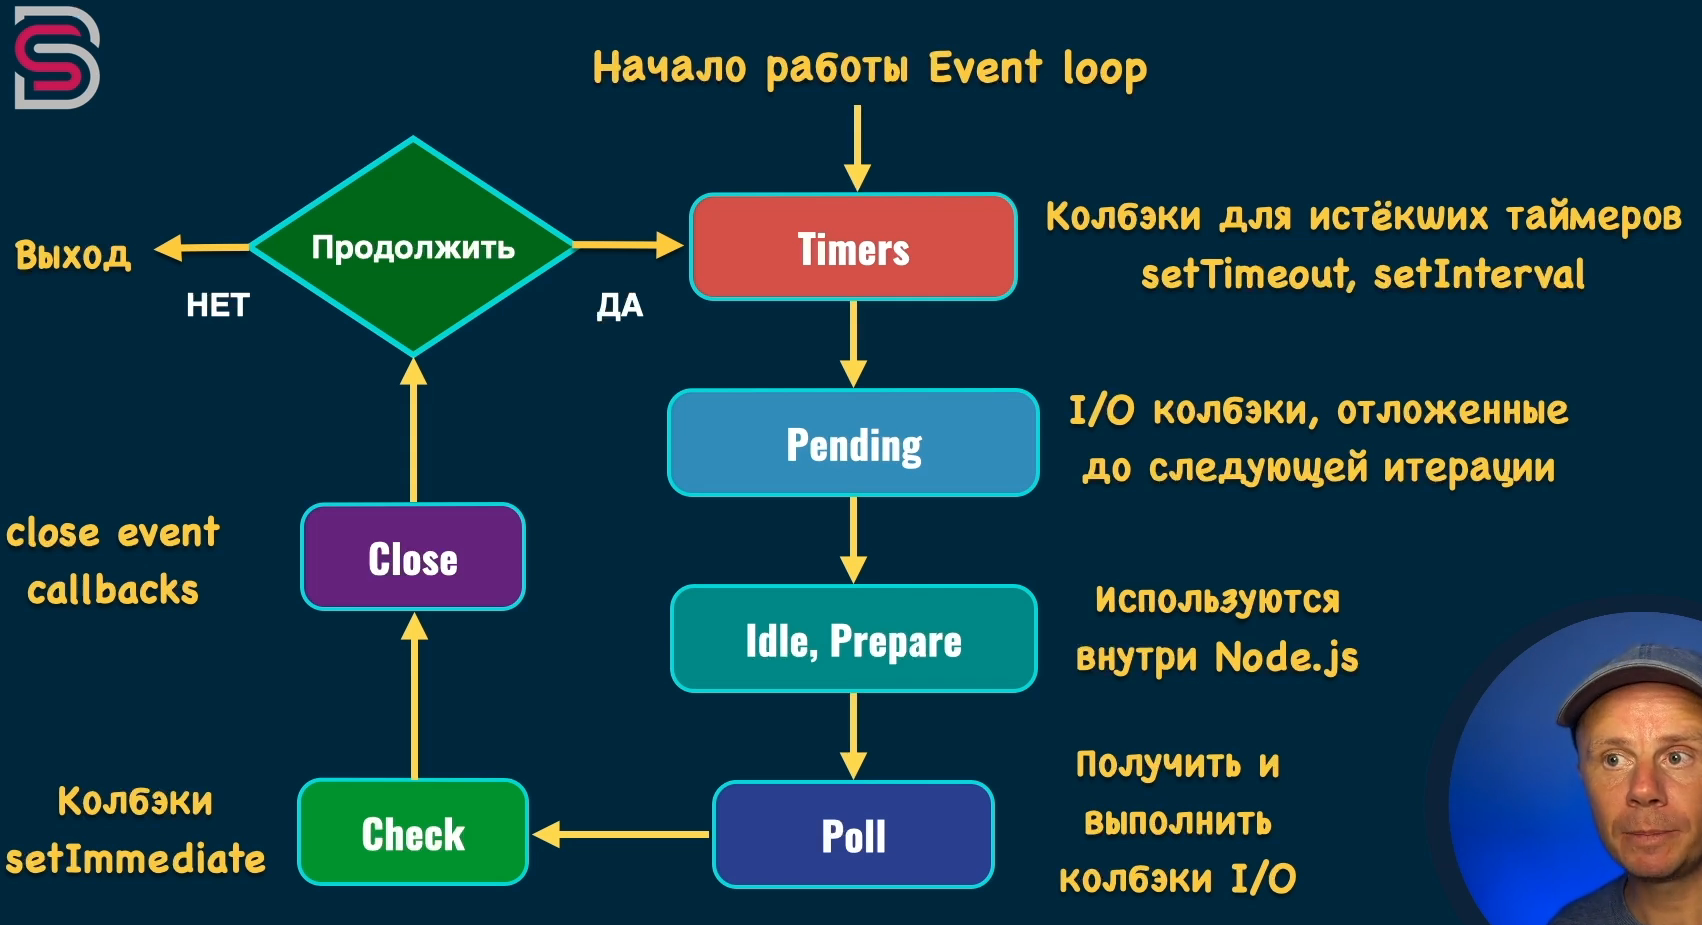 Начало работы Event loop
Продолжить
Выход
НЕТ
ДА
Timers
Колбэки для истёкших таймеров
setTimeout, setInterval
Pending
I/O колбэки, отложенные
до следующей итерации
close event
callbacks
Close
Idle, Prepare
Используются
внутри Node.js
Колбэки
setImmediate
Check
Poll
Получить и
выполнить
колбэки I/O